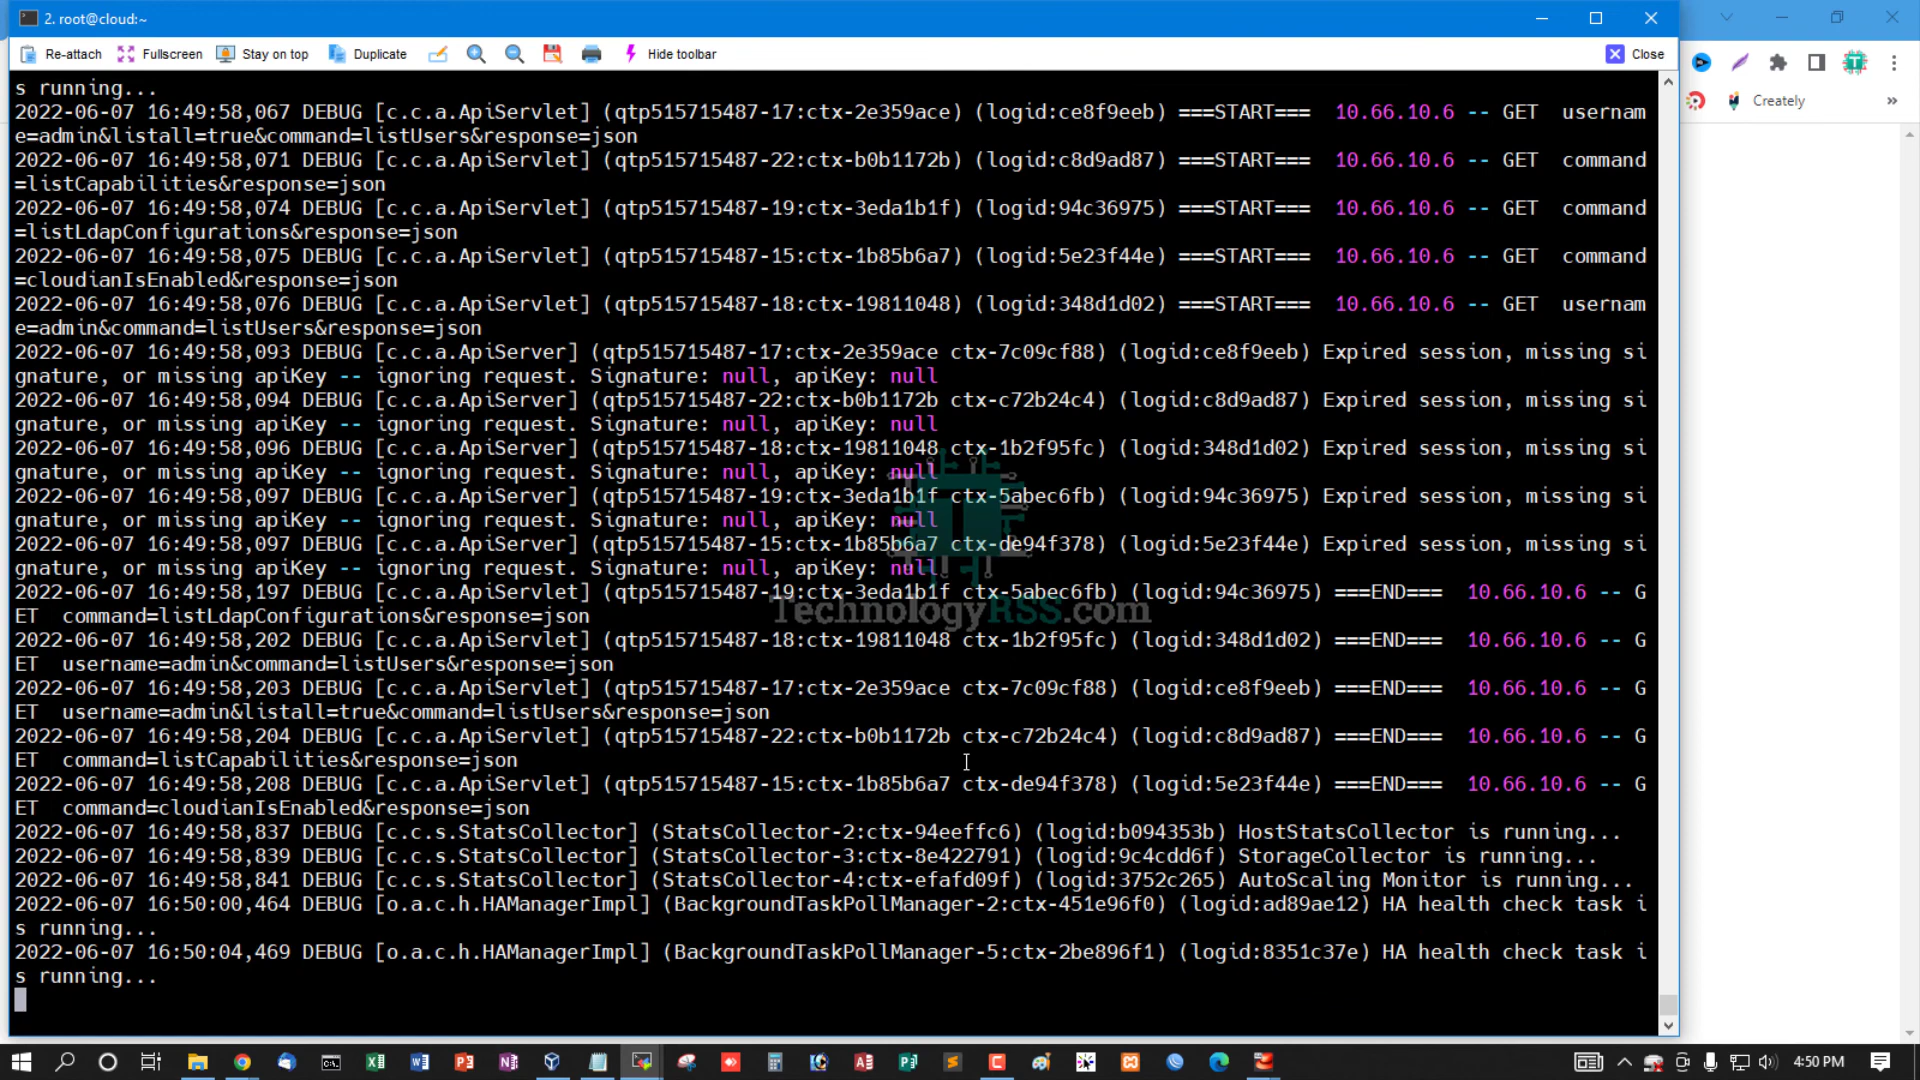 2. root@cloud:~
Re-attach Fullscreen Stay on top Duplicate Hide toolbar Close
Creately
s running...
2022-06-07 16:49:58,067 DEBUG [c.c.a.ApiServlet] (qtp515715487-17:ctx-2e359ace) (logid:ce8f9eeb) ===START===  10.66.10.6 -- GET  usernam
e=admin&listall=true&command=listUsers&response=json
2022-06-07 16:49:58,071 DEBUG [c.c.a.ApiServlet] (qtp515715487-22:ctx-b0b1172b) (logid:c8d9ad87) ===START===  10.66.10.6 -- GET  command
=listCapabilities&response=json
2022-06-07 16:49:58,074 DEBUG [c.c.a.ApiServlet] (qtp515715487-19:ctx-3eda1b1f) (logid:94c36975) ===START===  10.66.10.6 -- GET  command
=listLdapConfigurations&response=json
2022-06-07 16:49:58,075 DEBUG [c.c.a.ApiServlet] (qtp515715487-15:ctx-1b85b6a7) (logid:5e23f44e) ===START===  10.66.10.6 -- GET  command
=cloudianIsEnabled&response=json
2022-06-07 16:49:58,076 DEBUG [c.c.a.ApiServlet] (qtp515715487-18:ctx-19811048) (logid:348d1d02) ===START===  10.66.10.6 -- GET  usernam
e=admin&command=listUsers&response=json
2022-06-07 16:49:58,093 DEBUG [c.c.a.ApiServer] (qtp515715487-17:ctx-2e359ace ctx-7c09cf88) (logid:ce8f9eeb) Expired session, missing si
gnature, or missing apiKey -- ignoring request. Signature: null, apiKey: null
2022-06-07 16:49:58,094 DEBUG [c.c.a.ApiServer] (qtp515715487-22:ctx-b0b1172b ctx-c72b24c4) (logid:c8d9ad87) Expired session, missing si
gnature, or missing apiKey -- ignoring request. Signature: null, apiKey: null
2022-06-07 16:49:58,096 DEBUG [c.c.a.ApiServer] (qtp515715487-18:ctx-19811048 ctx-1b2f95fc) (logid:348d1d02) Expired session, missing si
gnature, or missing apiKey -- ignoring request. Signature: null, apiKey: null
2022-06-07 16:49:58,097 DEBUG [c.c.a.ApiServer] (qtp515715487-19:ctx-3eda1b1f ctx-5abec6fb) (logid:94c36975) Expired session, missing si
gnature, or missing apiKey -- ignoring request. Signature: null, apiKey: null
2022-06-07 16:49:58,097 DEBUG [c.c.a.ApiServer] (qtp515715487-15:ctx-1b85b6a7 ctx-de94f378) (logid:5e23f44e) Expired session, missing si
gnature, or missing apiKey -- ignoring request. Signature: null, apiKey: null
2022-06-07 16:49:58,197 DEBUG [c.c.a.ApiServlet] (qtp515715487-19:ctx-3eda1b1f ctx-5abec6fb) (logid:94c36975) ===END===  10.66.10.6 -- G
ET  command=listLdapConfigurations&response=json
TechnologyRSS.com
2022-06-07 16:49:58,202 DEBUG [c.c.a.ApiServlet] (qtp515715487-18:ctx-19811048 ctx-1b2f95fc) (logid:348d1d02) ===END===  10.66.10.6 -- G
ET  username=admin&command=listUsers&response=json
2022-06-07 16:49:58,203 DEBUG [c.c.a.ApiServlet] (qtp515715487-17:ctx-2e359ace ctx-7c09cf88) (logid:ce8f9eeb) ===END===  10.66.10.6 -- G
ET  username=admin&listall=true&command=listUsers&response=json
2022-06-07 16:49:58,204 DEBUG [c.c.a.ApiServlet] (qtp515715487-22:ctx-b0b1172b ctx-c72b24c4) (logid:c8d9ad87) ===END===  10.66.10.6 -- G
ET  command=listCapabilities&response=json
2022-06-07 16:49:58,208 DEBUG [c.c.a.ApiServlet] (qtp515715487-15:ctx-1b85b6a7 ctx-de94f378) (logid:5e23f44e) ===END===  10.66.10.6 -- G
ET  command=cloudianIsEnabled&response=json
2022-06-07 16:49:58,837 DEBUG [c.c.s.StatsCollector] (StatsCollector-2:ctx-94eeffc6) (logid:b094353b) HostStatsCollector is running...
2022-06-07 16:49:58,839 DEBUG [c.c.s.StatsCollector] (StatsCollector-3:ctx-8e422791) (logid:9c4cdd6f) StorageCollector is running...
2022-06-07 16:49:58,841 DEBUG [c.c.s.StatsCollector] (StatsCollector-4:ctx-efafd09f) (logid:3752c265) AutoScaling Monitor is running...
2022-06-07 16:50:00,464 DEBUG [o.a.c.h.HAManagerImpl] (BackgroundTaskPollManager-2:ctx-451e96f0) (logid:ad89ae12) HA health check task i
s running...
2022-06-07 16:50:04,469 DEBUG [o.a.c.h.HAManagerImpl] (BackgroundTaskPollManager-5:ctx-2be896f1) (logid:8351c37e) HA health check task i
s running...
4:50 PM